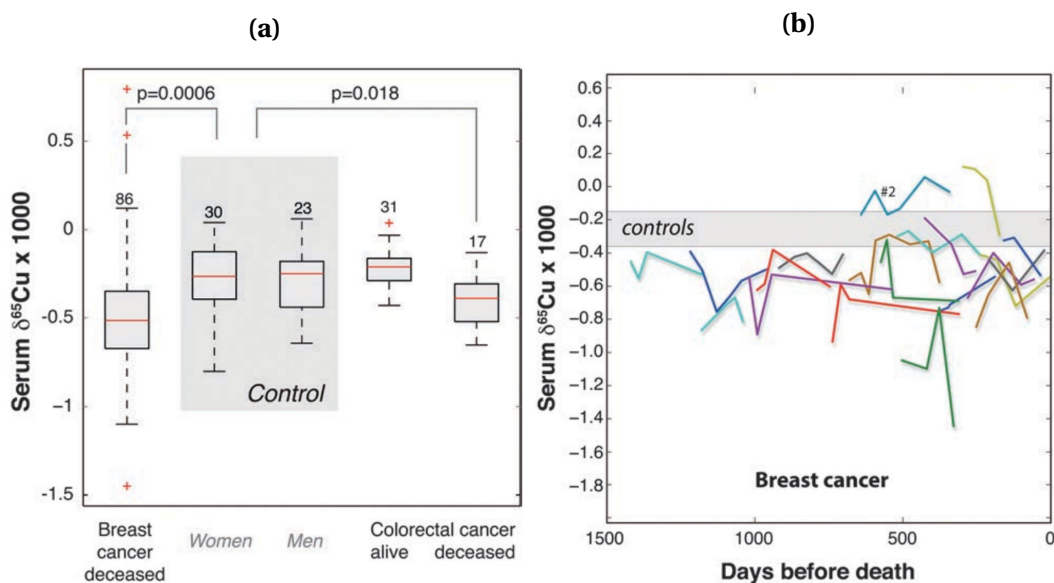 (a)
p=0.0006
p=0.018
0.5
0
-0.5
-1
-1.5
Serum δ⁶⁵Cu x 1000
86
30
23
31
17
Control
Breast
cancer
deceased
Women
Men
Colorectal cancer
alive deceased
(b)
0.6
0.4
0.2
0.0
−0.2
−0.4
−0.6
−0.8
−1.0
−1.2
−1.4
−1.6
−1.8
Serum δ⁶⁵Cu x 1000
#2
controls
Breast cancer
1500
1000
500
0
Days before death